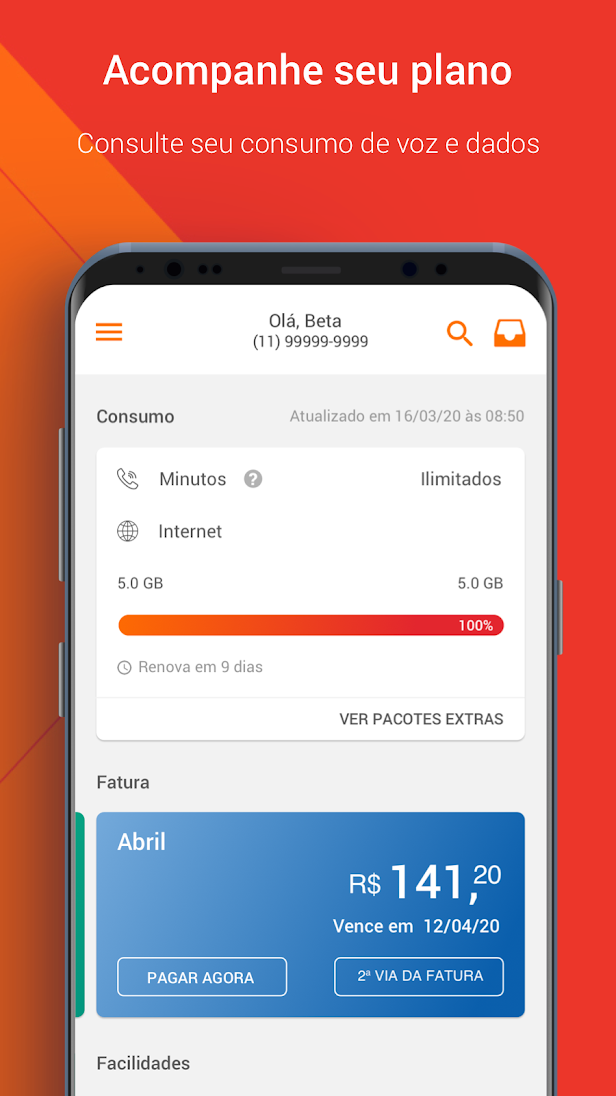 Acompanhe seu plano
Consulte seu consumo de voz e dados
Olá, Beta
(11) 99999-9999
Consumo
Atualizado em 16/03/20 às 08:50
Minutos ? Ilimitados
Internet
5.0 GB 5.0 GB
100%
Renova em 9 dias
VER PACOTES EXTRAS
Fatura
Abril
R$ 141,20
Vence em 12/04/20
PAGAR AGORA 2ª VIA DA FATURA
Facilidades